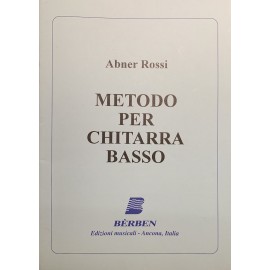 Abner Rossi
METODO
PER
CHITARRA
BASSO
BÈRBEN
Edizioni musicali - Ancona, Italia